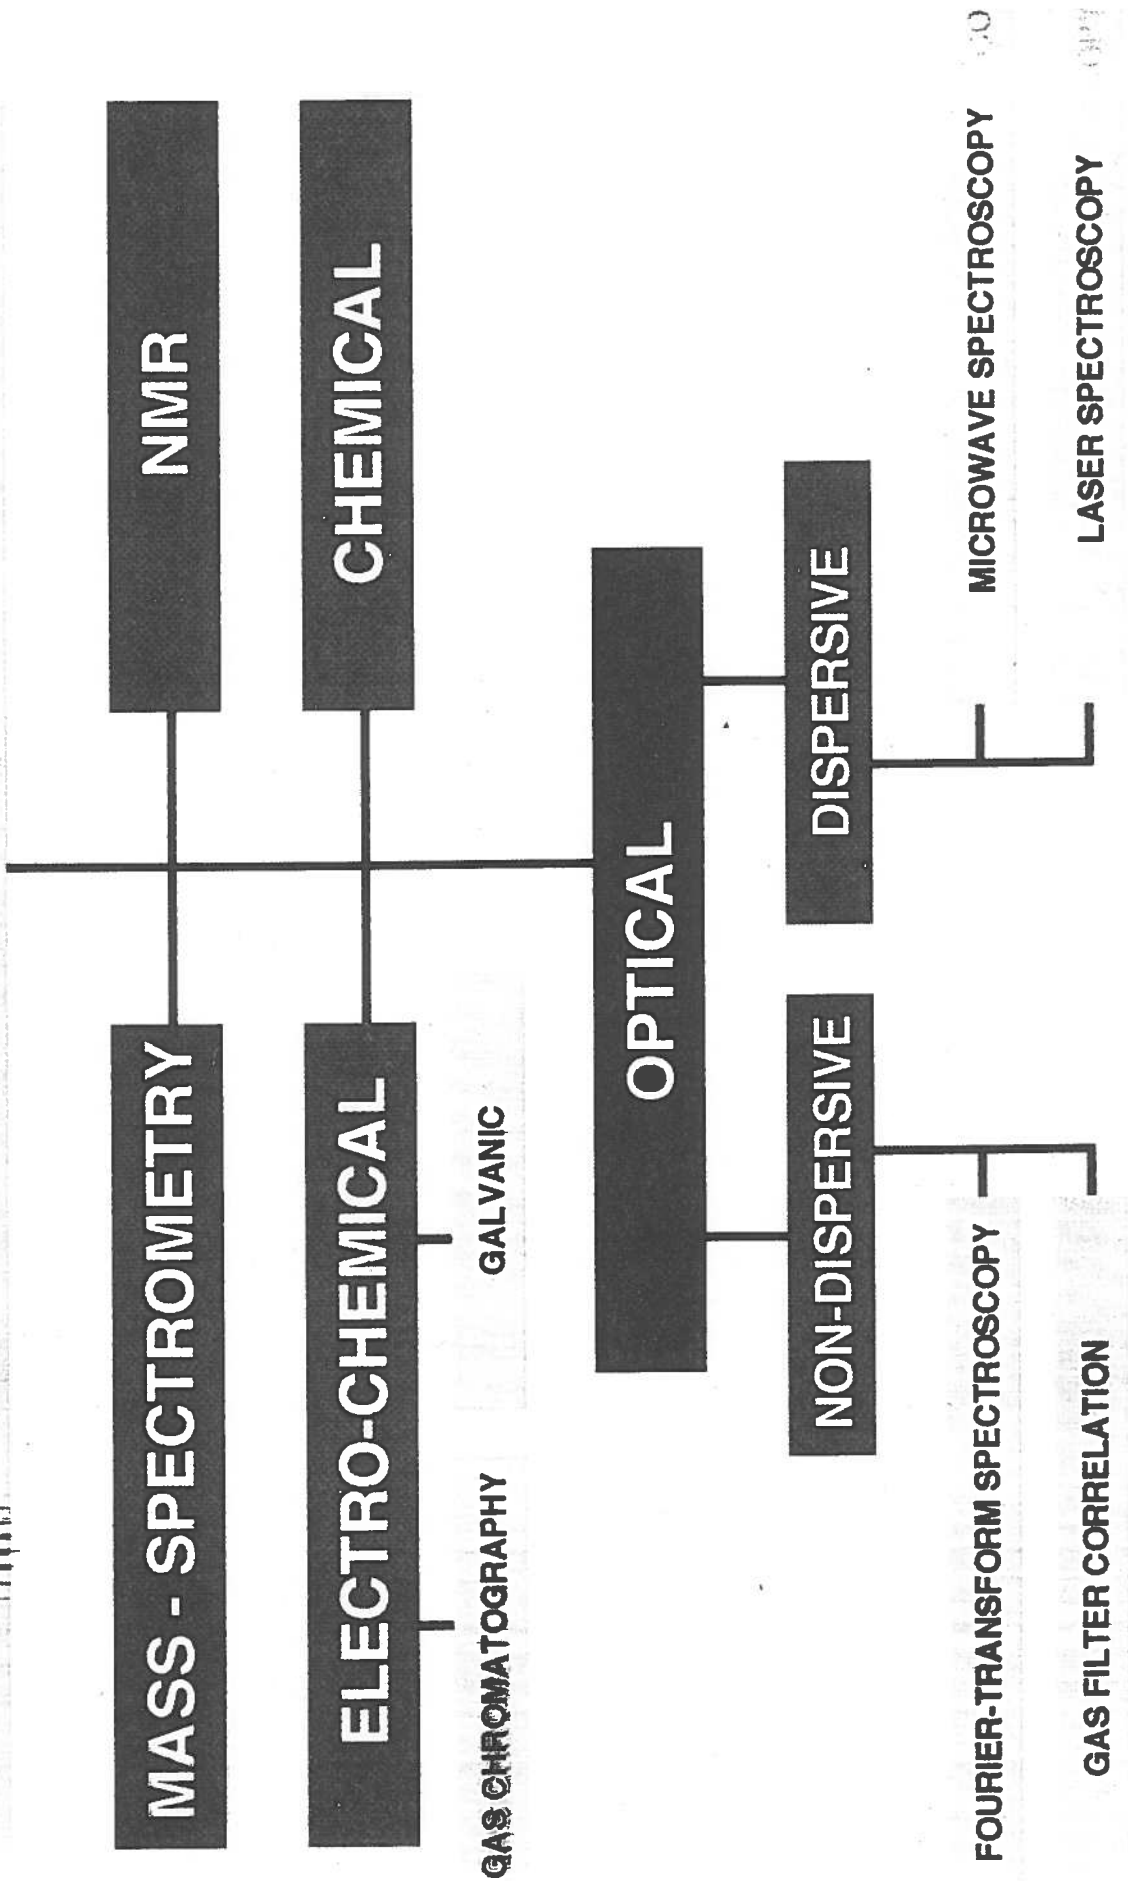 MASS - SPECTROMETRY
NMR
ELECTRO-CHEMICAL
CHEMICAL
GAS CHROMATOGRAPHY
GALVANIC
OPTICAL
NON-DISPERSIVE
DISPERSIVE
FOURIER-TRANSFORM SPECTROSCOPY
GAS FILTER CORRELATION
MICROWAVE SPECTROSCOPY
LASER SPECTROSCOPY